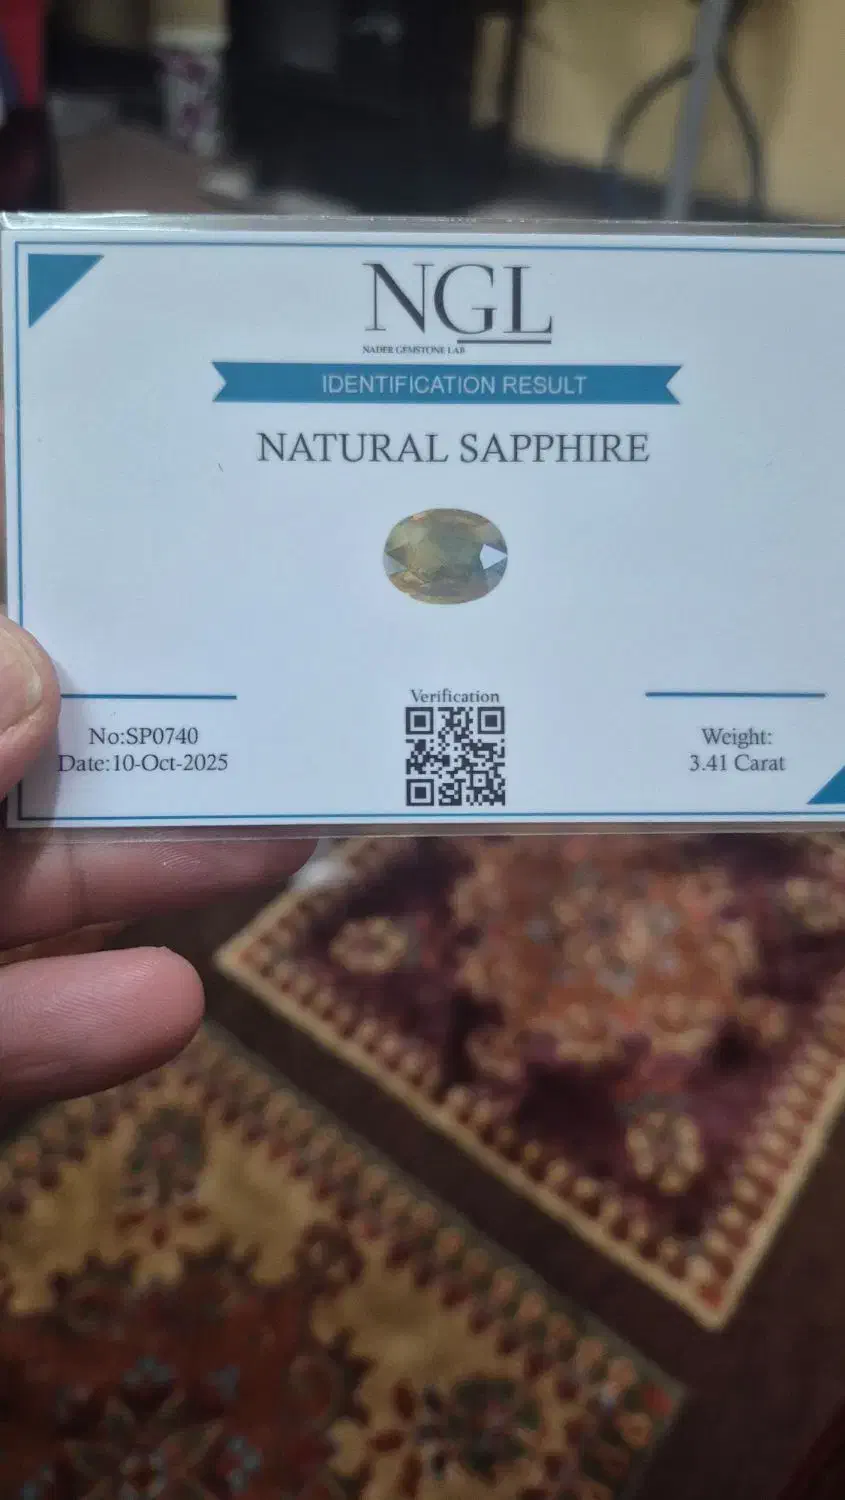 NGL
NADER GEMSTONE LAB
IDENTIFICATION RESULT
NATURAL SAPPHIRE
Verification
No:SP0740
Date:10-Oct-2025
Weight:
3.41 Carat